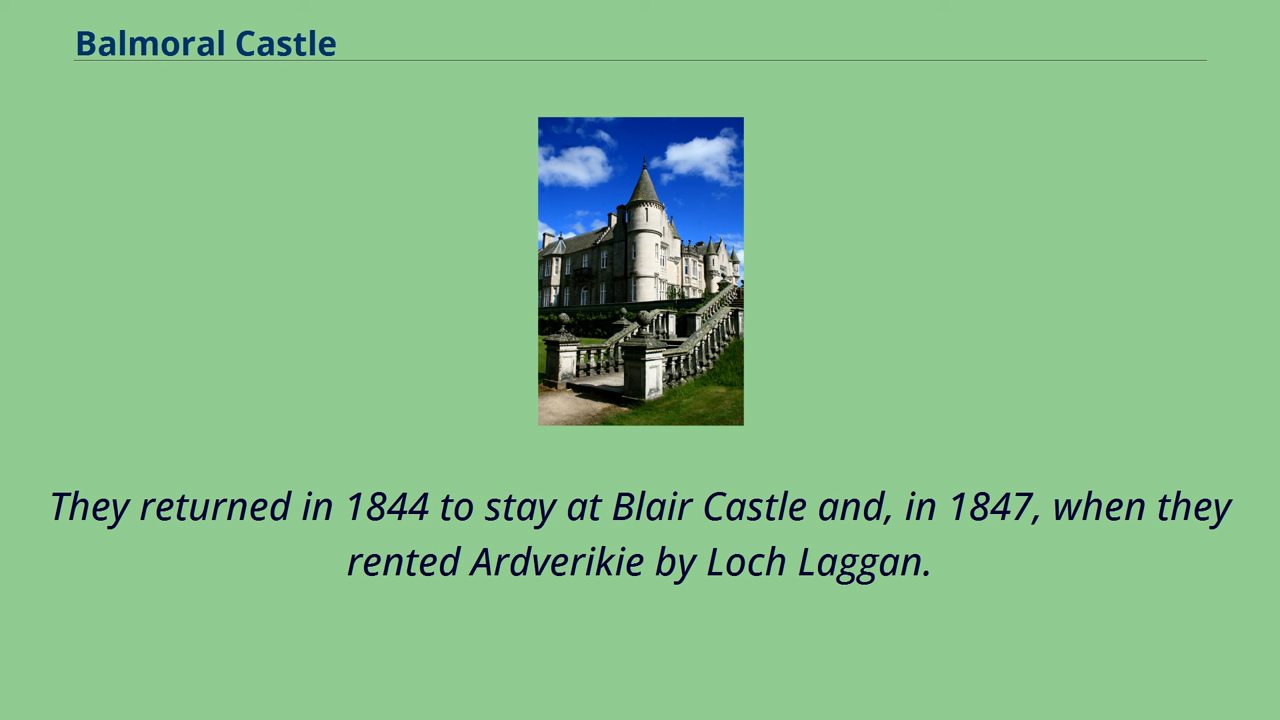 Balmoral Castle
They returned in 1844 to stay at Blair Castle and, in 1847, when they
rented Ardverikie by Loch Laggan.